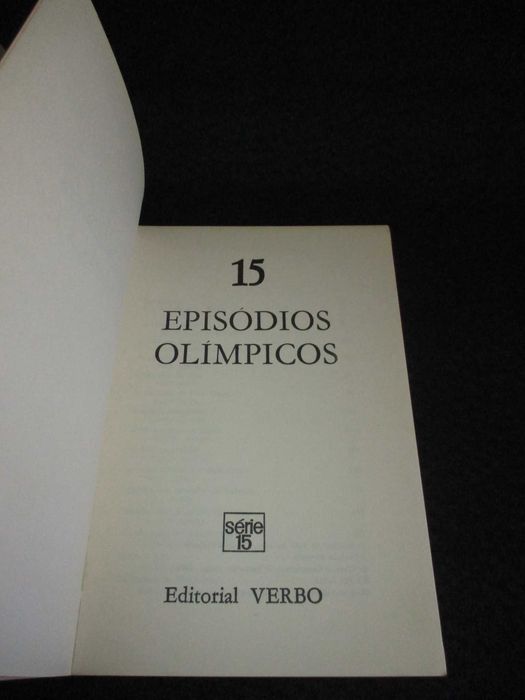 15
EPISÓDIOS
OLÍMPICOS
série
15
Editorial VERBO